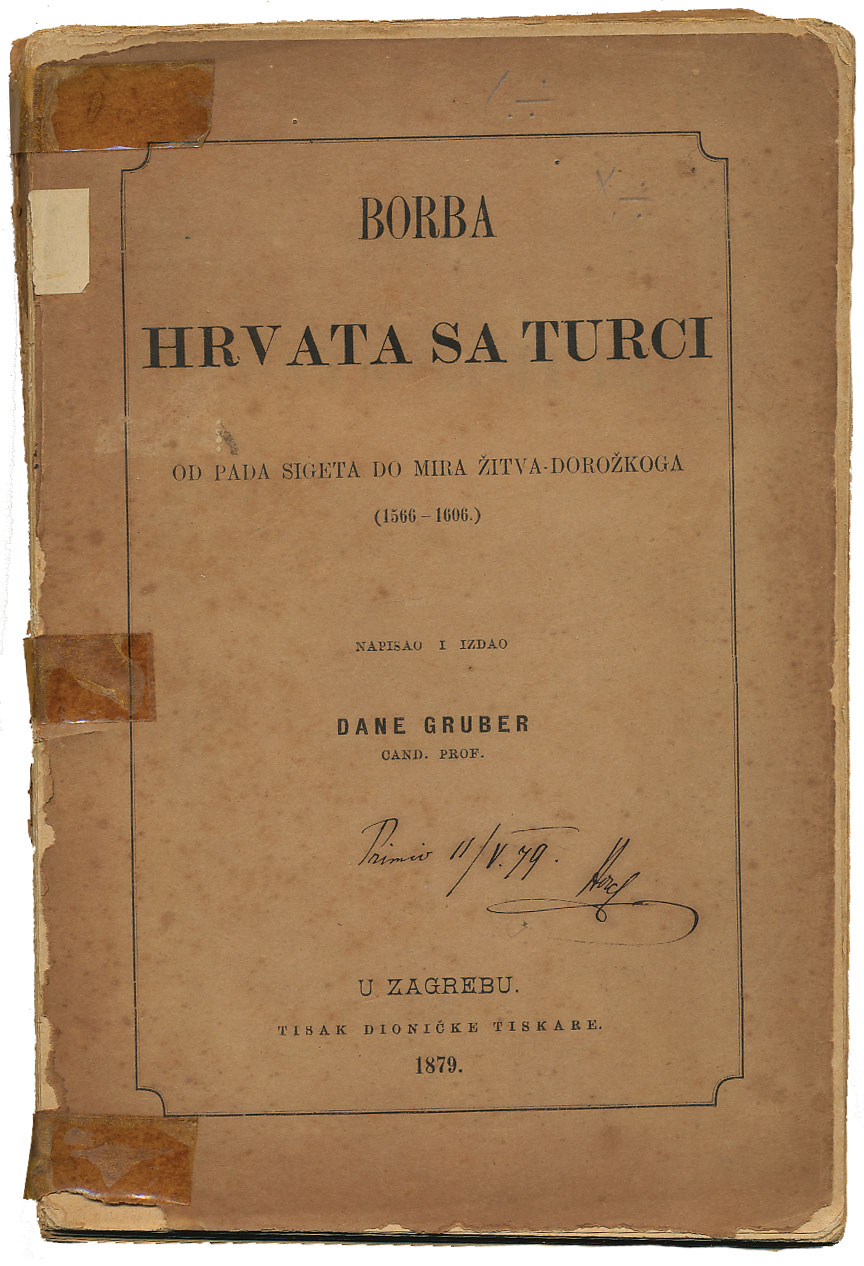 BORBA
HRVATA SA TURCI
OD PADA SIGETA DO MIRA ŽITVA-DOROŽKOGA
(1566 – 1606.)
NAPISAO I IZDAO
DANE GRUBER
CAND. PROF.
Primio 11/V. 79.
U ZAGREBU.
TISAK DIONIČKE TISKARE.
1879.